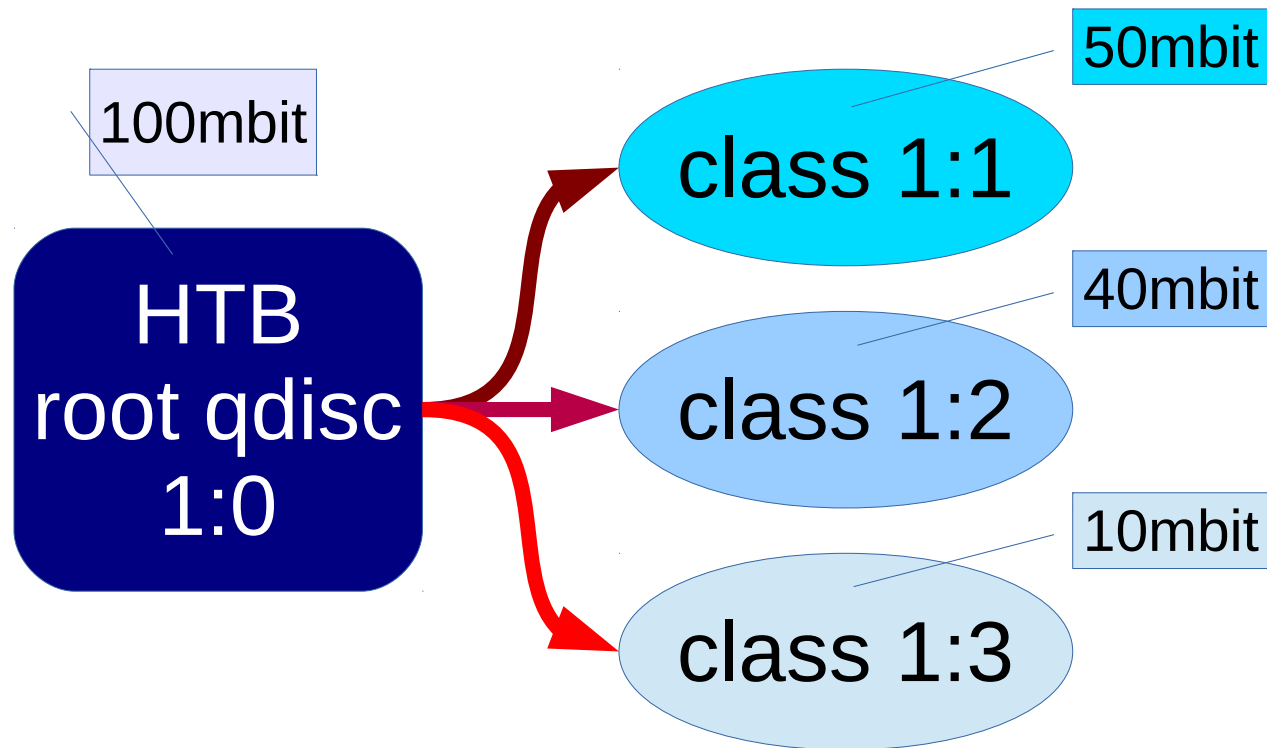 100mbit
HTB
root qdisc
1:0
50mbit
class 1:1
40mbit
class 1:2
10mbit
class 1:3